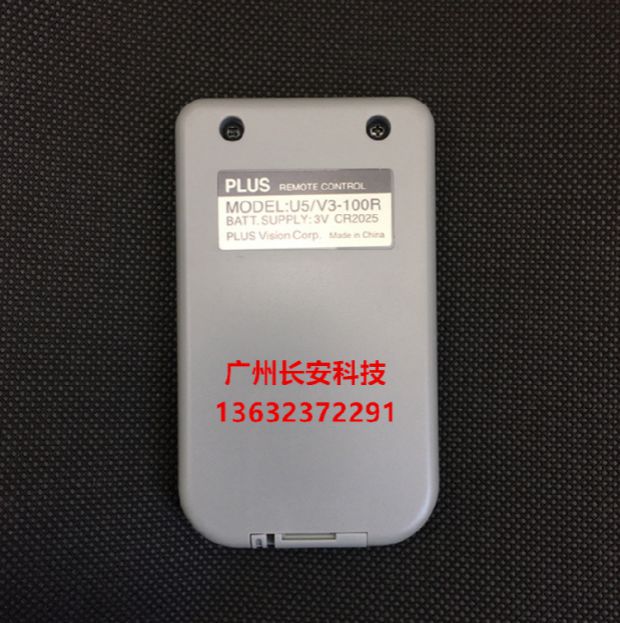 PLUS REMOTE CONTROL
MODEL:U5/V3-100R
BATT.SUPPLY:3V CR2025
PLUS Vision Corp. Made in China
广州长安科技
13632372291